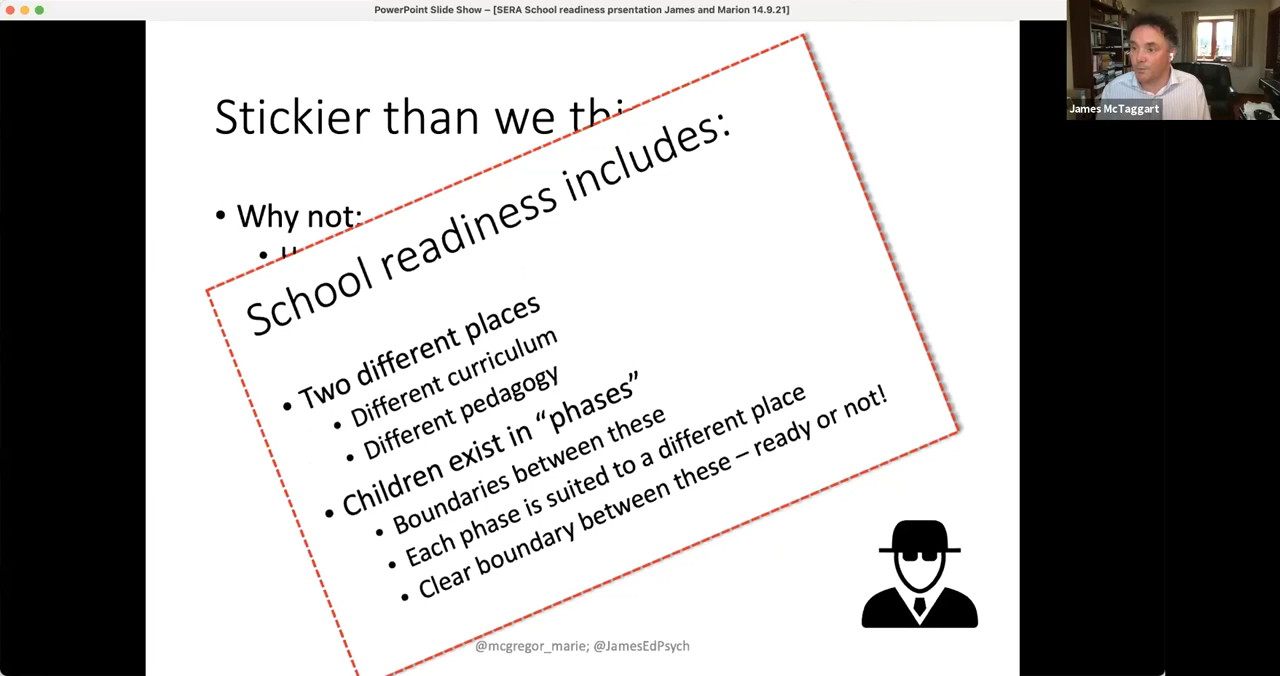 PowerPoint Slide Show – [SERA School readiness prsentation James and Marion 14.9.21]
James McTaggart
Stickier than we
• Why not:
School readiness includes:
• Two different places
• Different curriculum
• Different pedagogy
• Children exist in “phases”
• Boundaries between these
• Each phase is suited to a different place
• Clear boundary between these – ready or not!
@mcgregor_marie; @JamesEdPsych